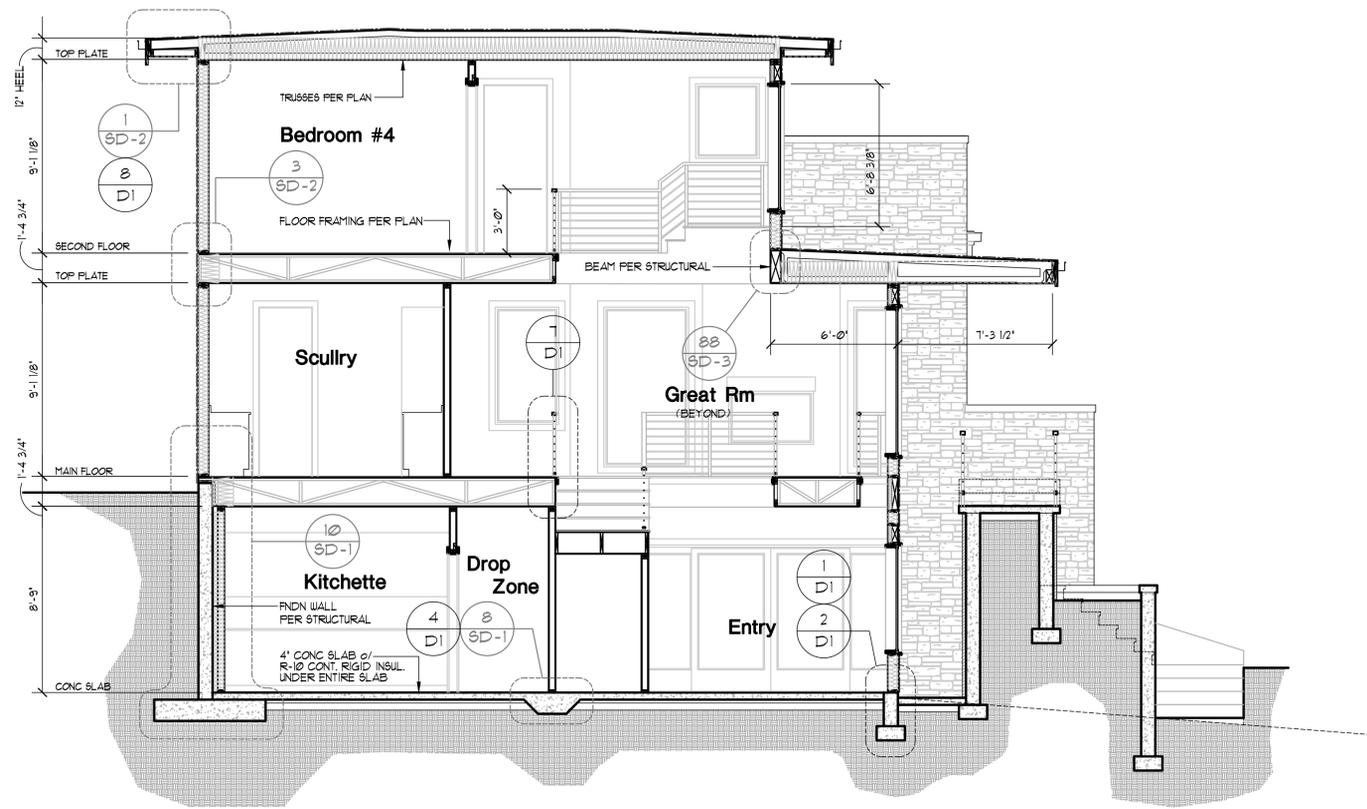 TOP PLATE
12" HEEL
TRUSSES PER PLAN
1
SD-2
Bedroom #4
9'-1 1/8"
8
D1
3
SD-2
6'-8 3/8"
FLOOR FRAMING PER PLAN
3'-0"
1'-4 3/4"
SECOND FLOOR
BEAM PER STRUCTURAL
TOP PLATE
7
D1
6'-0"
7'-3 1/2"
88
SD-3
Scullry
9'-1 1/8"
Great Rm
(BEYOND)
1'-4 3/4"
MAIN FLOOR
10
SD-1
Kitchette
Drop
Zone
1
D1
8'-9"
FNDN WALL
PER STRUCTURAL
4
D1
8
SD-1
Entry
2
D1
4" CONC SLAB o/
R-10 CONT. RIGID INSUL.
UNDER ENTIRE SLAB
CONC SLAB